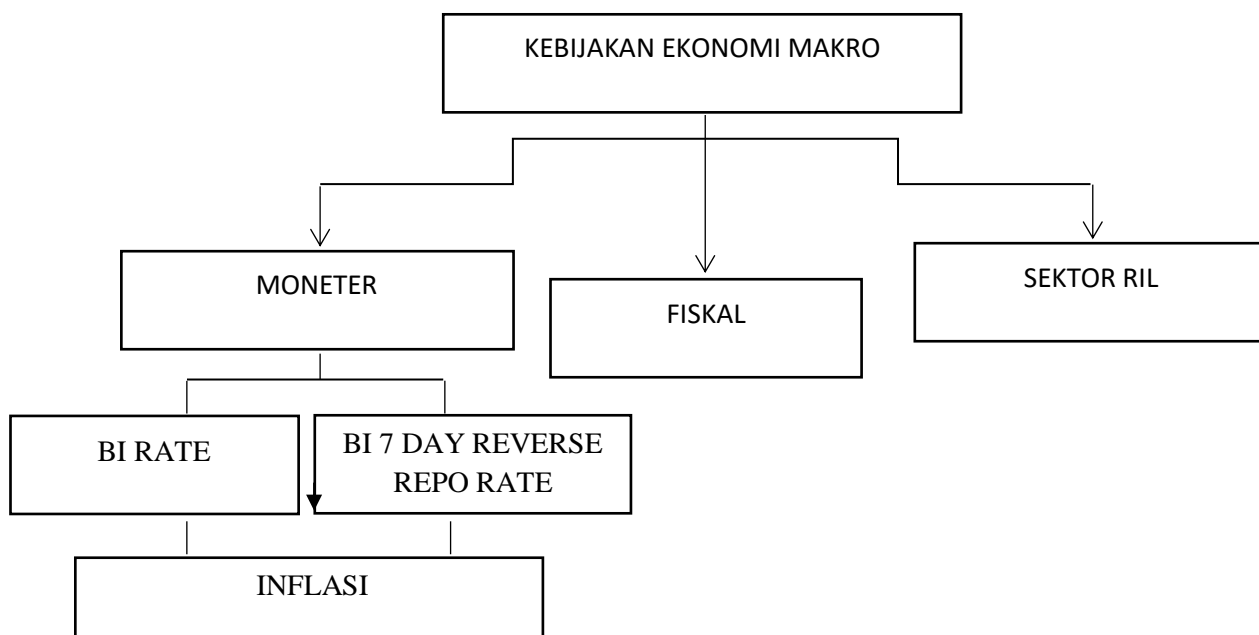 KEBIJAKAN EKONOMI MAKRO
MONETER
FISKAL
SEKTOR RIL
BI RATE
BI 7 DAY REVERSE
REPO RATE
INFLASI